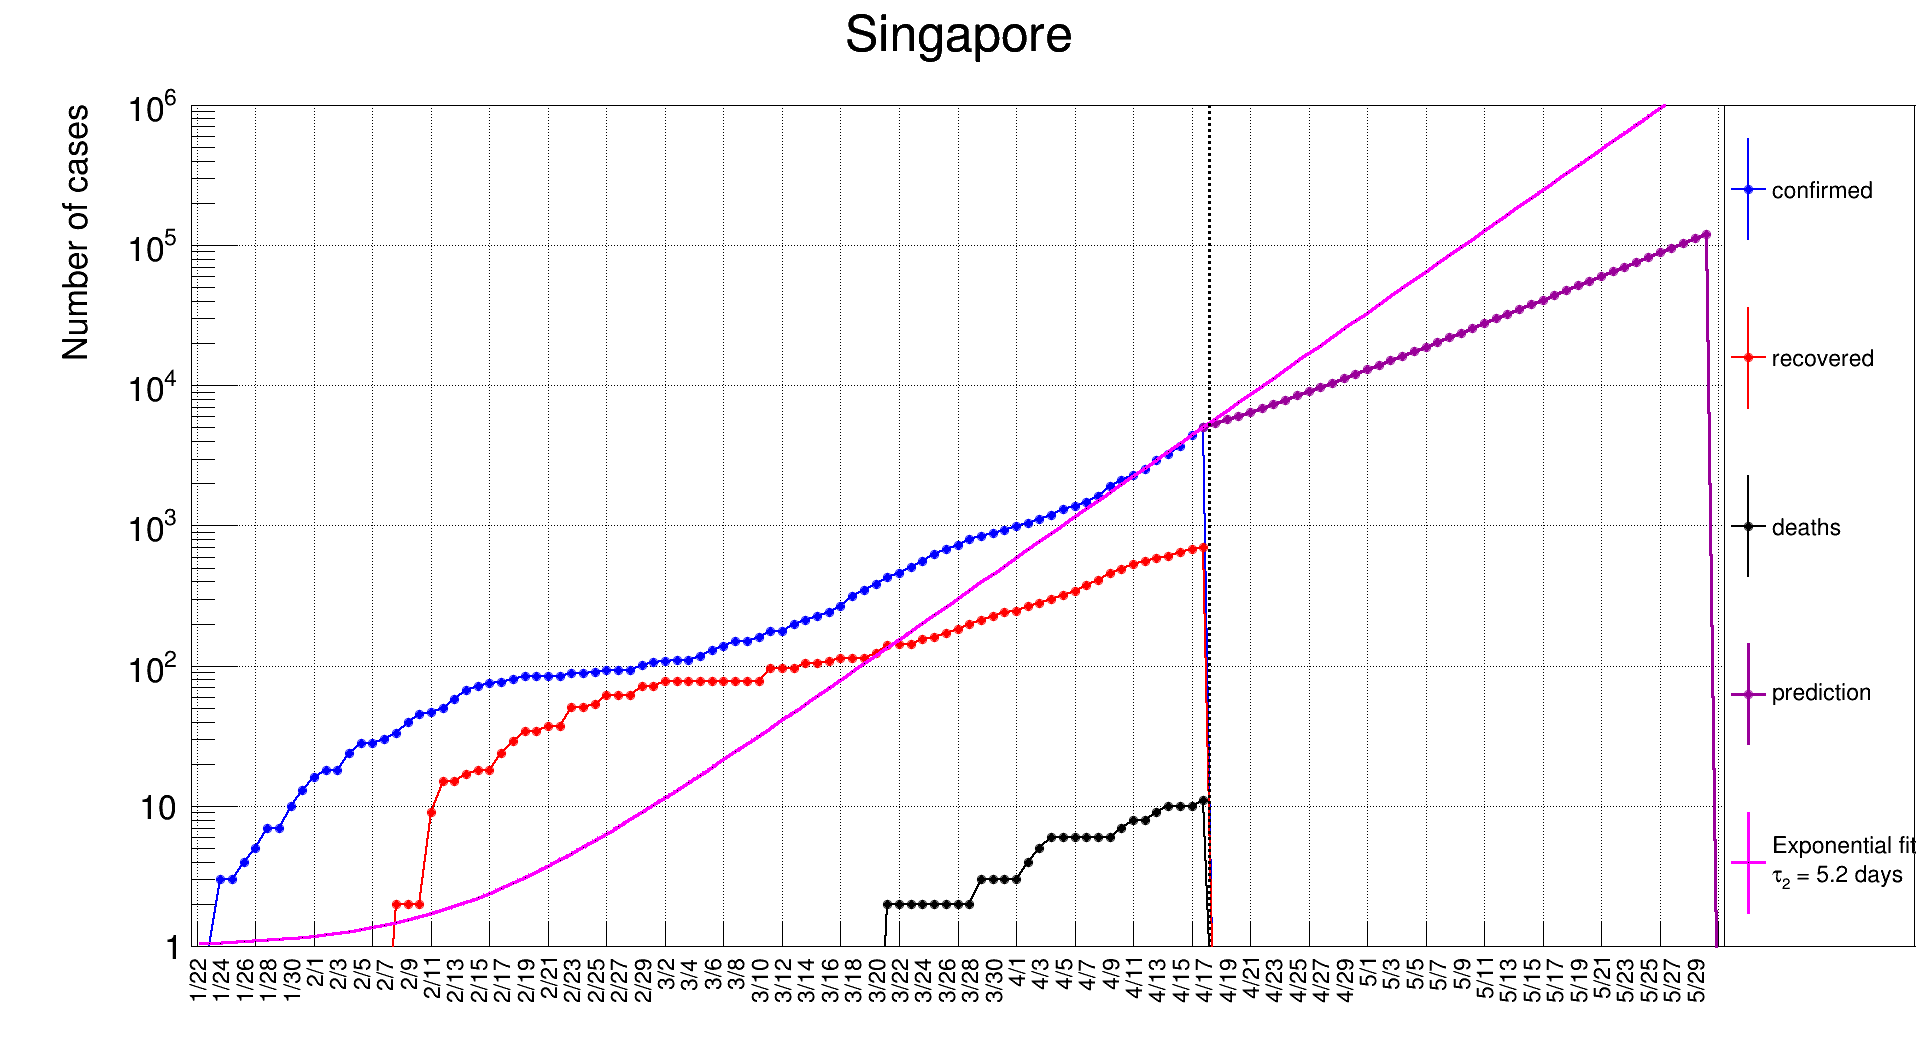 Singapore
Number of cases
10^6
10^5
10^4
10^3
10^2
10
1
1/22 1/24 1/26 1/28 1/30 2/1 2/3 2/5 2/7 2/9 2/11 2/13 2/15 2/17 2/19 2/21 2/23 2/25 2/27 2/29 3/2 3/4 3/6 3/8 3/10 3/12 3/14 3/16 3/18 3/20 3/22 3/24 3/26 3/28 3/30 4/1 4/3 4/5 4/7 4/9 4/11 4/13 4/15 4/17 4/19 4/21 4/23 4/25 4/27 4/29 5/1 5/3 5/5 5/7 5/9 5/11 5/13 5/15 5/17 5/19 5/21 5/23 5/25 5/27 5/29
confirmed
recovered
deaths
prediction
Exponential fit
τ₂ = 5.2 days